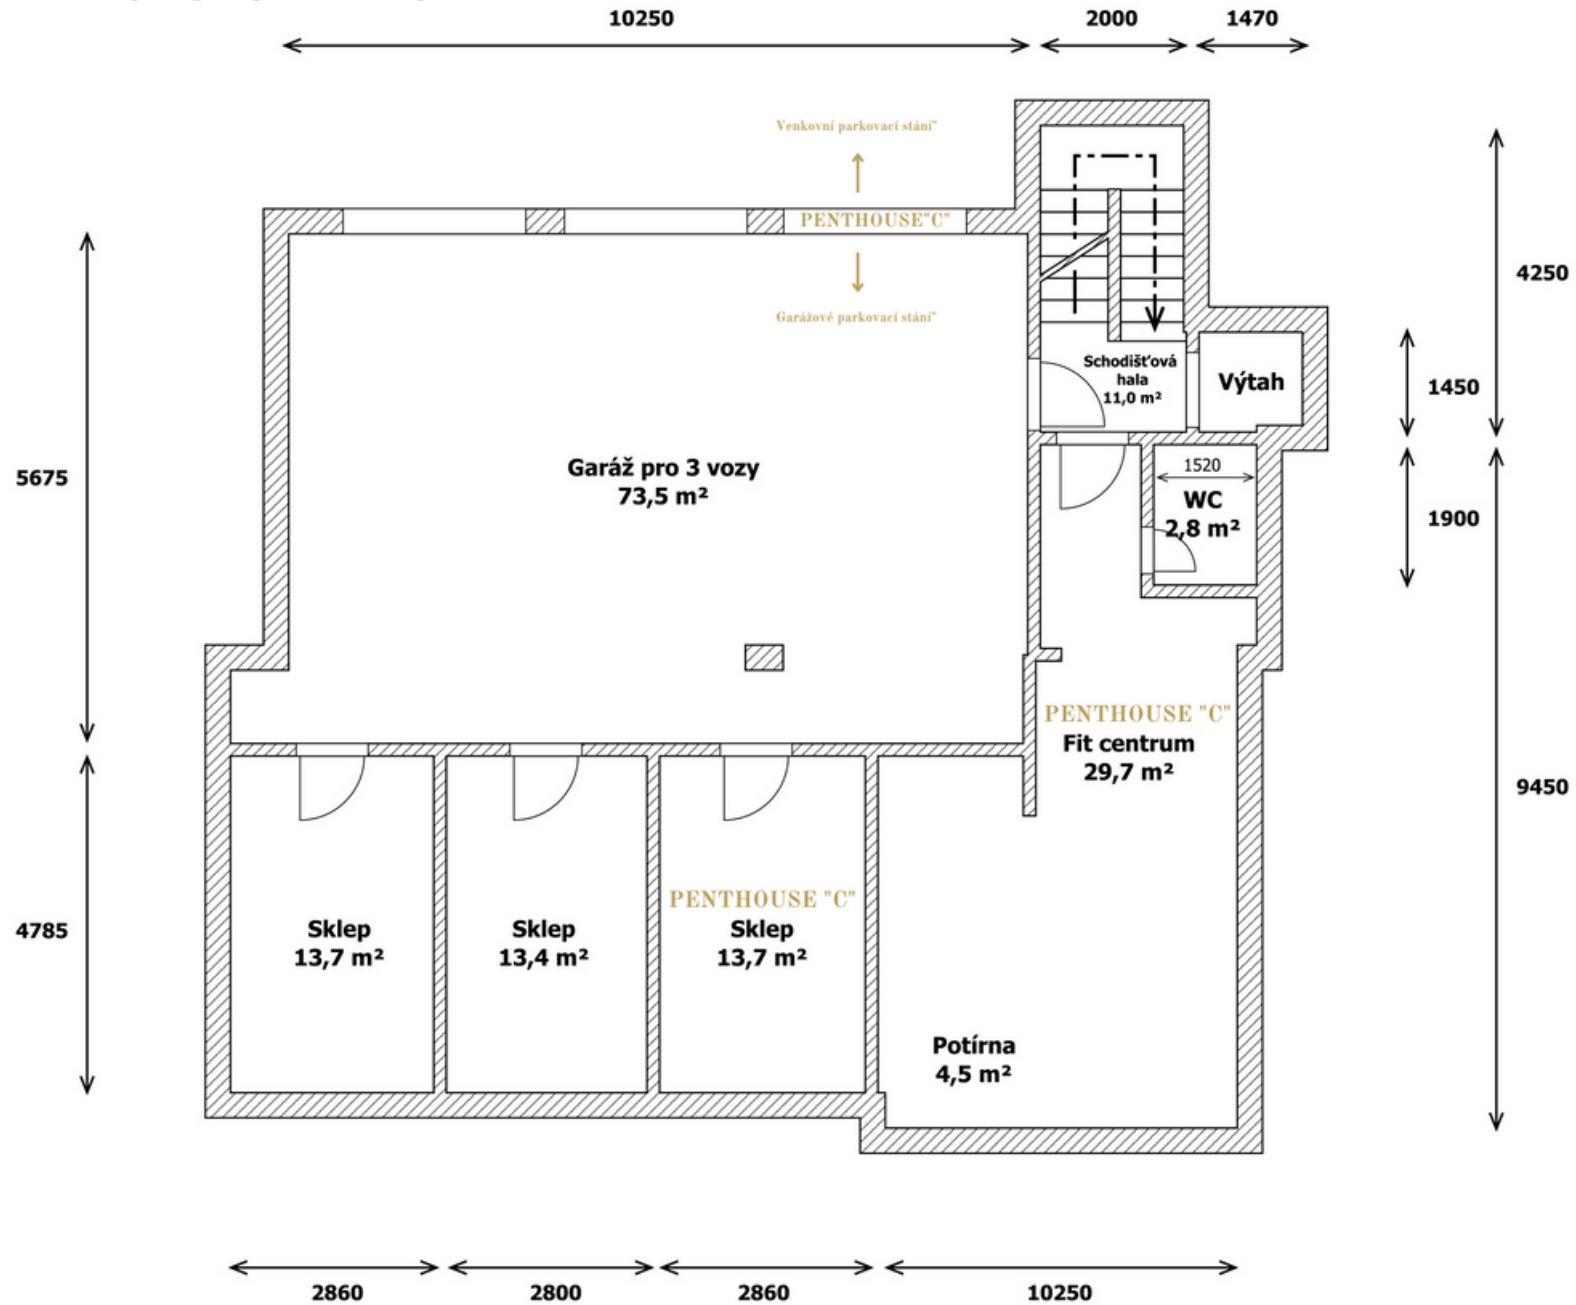 10250
2000
1470
Venkovní parkovací stání"
PENTHOUSE"C"
Garážové parkovací stání"
4250
Schodišťová
hala
11,0 m²
Výtah
1450
5675
Garáž pro 3 vozy
73,5 m²
1520
WC
2,8 m²
1900
PENTHOUSE "C"
Fit centrum
29,7 m²
9450
4785
Sklep
13,7 m²
Sklep
13,4 m²
PENTHOUSE "C"
Sklep
13,7 m²
Potírna
4,5 m²
2860
2800
2860
10250